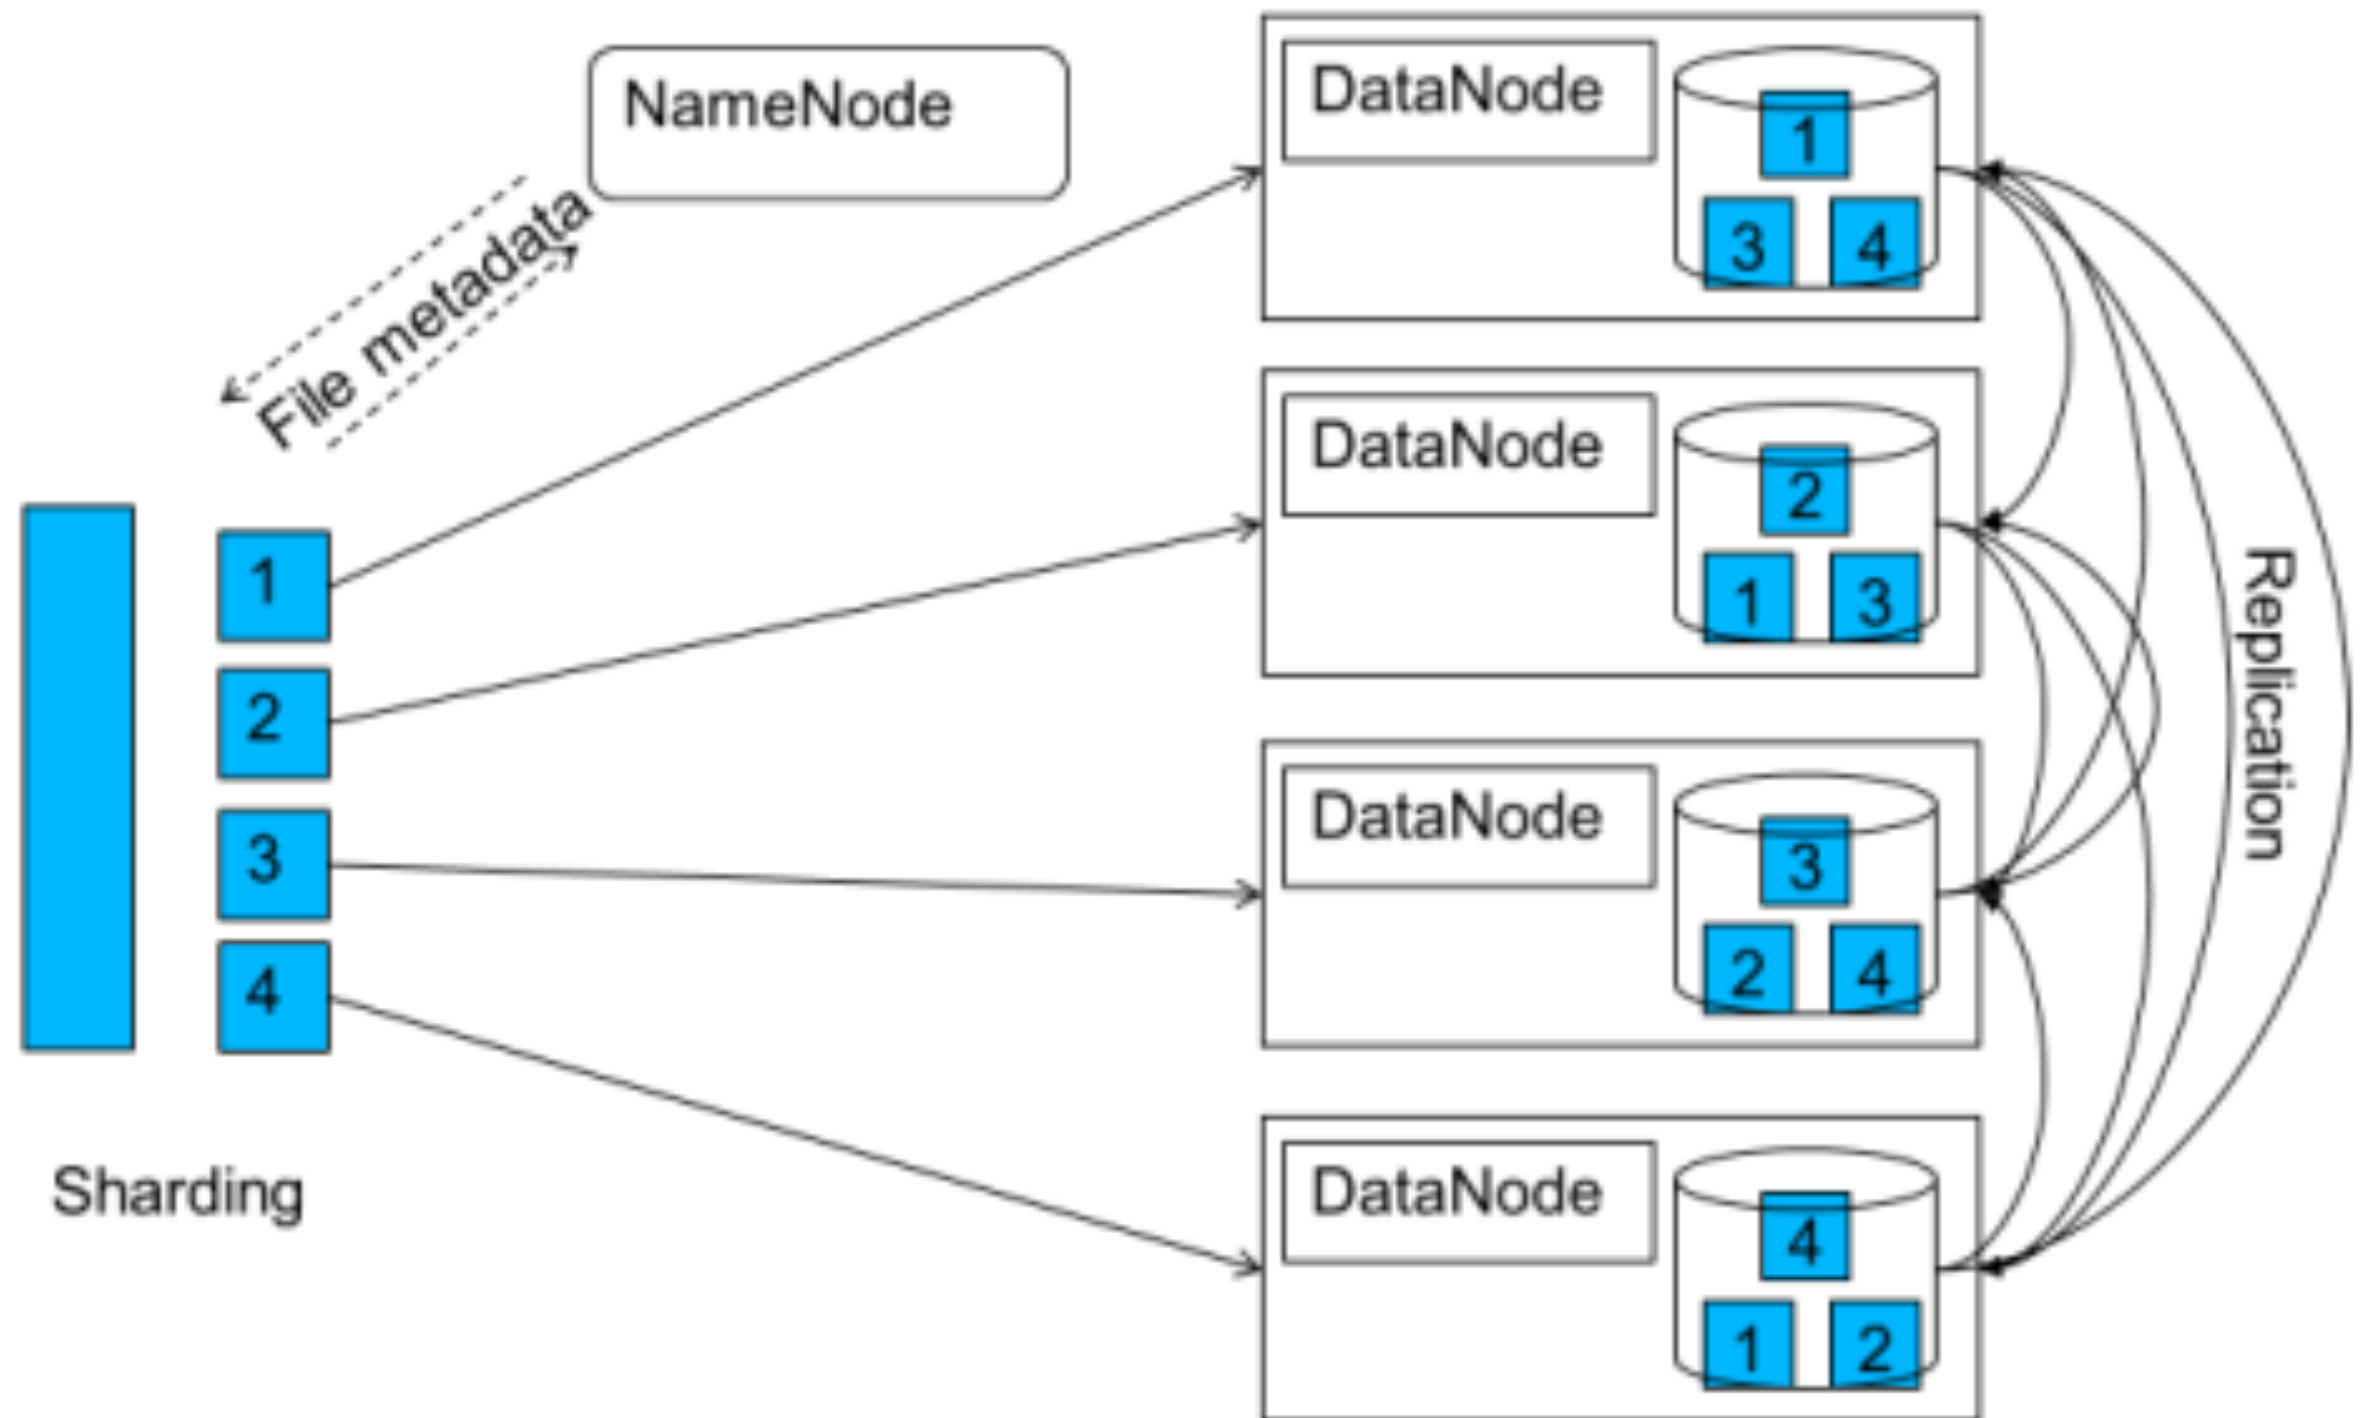 NameNode
File metadata
1
2
3
4
Sharding
DataNode
1
3 4
DataNode
2
1 3
DataNode
3
2 4
DataNode
4
1 2
Replication